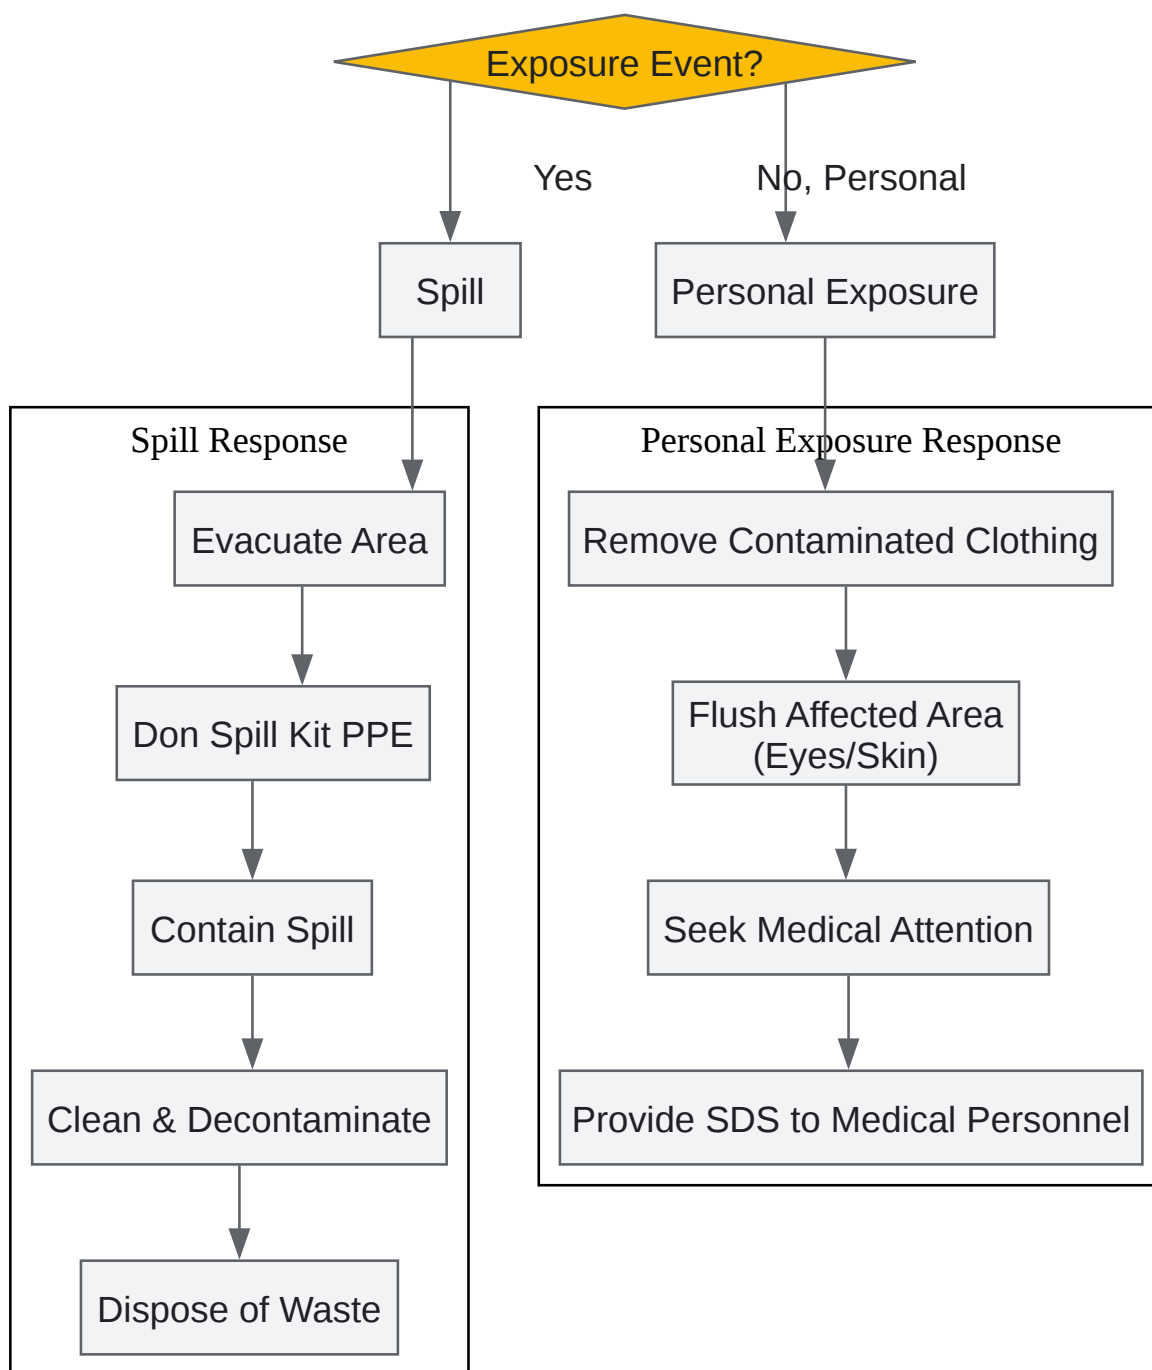 Exposure Event?
Yes
No, Personal
Spill
Personal Exposure
Spill Response
Evacuate Area
Don Spill Kit PPE
Contain Spill
Clean & Decontaminate
Dispose of Waste
Personal Exposure Response
Remove Contaminated Clothing
Flush Affected Area
(Eyes/Skin)
Seek Medical Attention
Provide SDS to Medical Personnel